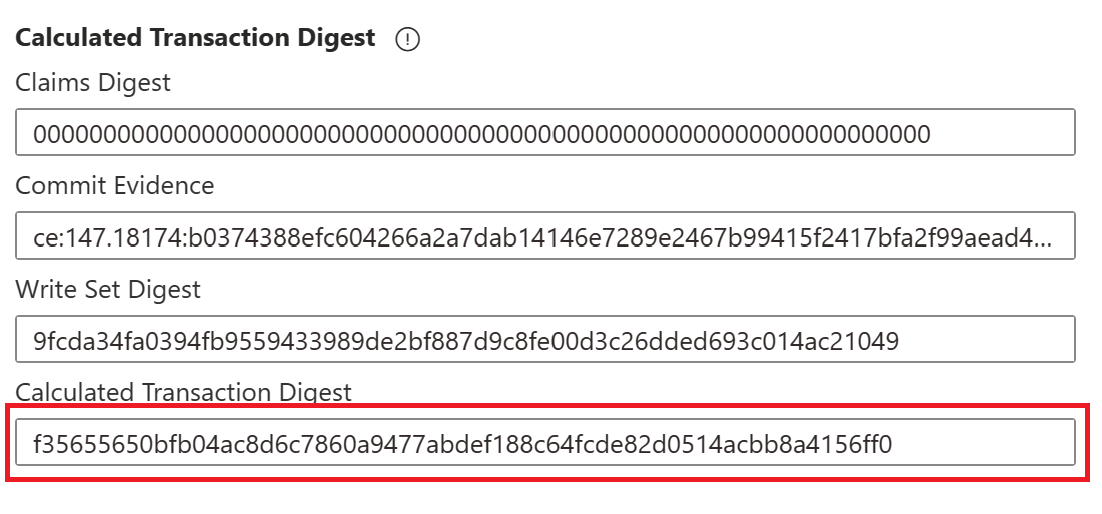 Calculated Transaction Digest
Claims Digest
0000000000000000000000000000000000000000000000000000000000000000
Commit Evidence
ce:147.18174:b0374388efc604266a2a7dab14146e7289e2467b99415f2417bfa2f99aead4...
Write Set Digest
9fcda34fa0394fb9559433989de2bf887d9c8fe00d3c26dded693c014ac21049
Calculated Transaction Digest
f35655650bfb04ac8d6c7860a9477abdef188c64fcde82d0514acbb8a4156ff0